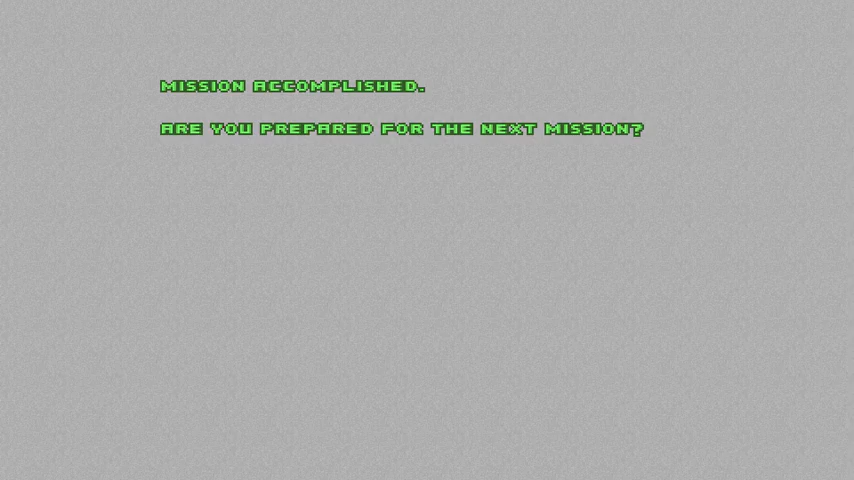 MISSION ACCOMPLISHED.
ARE YOU PREPARED FOR THE NEXT MISSION?